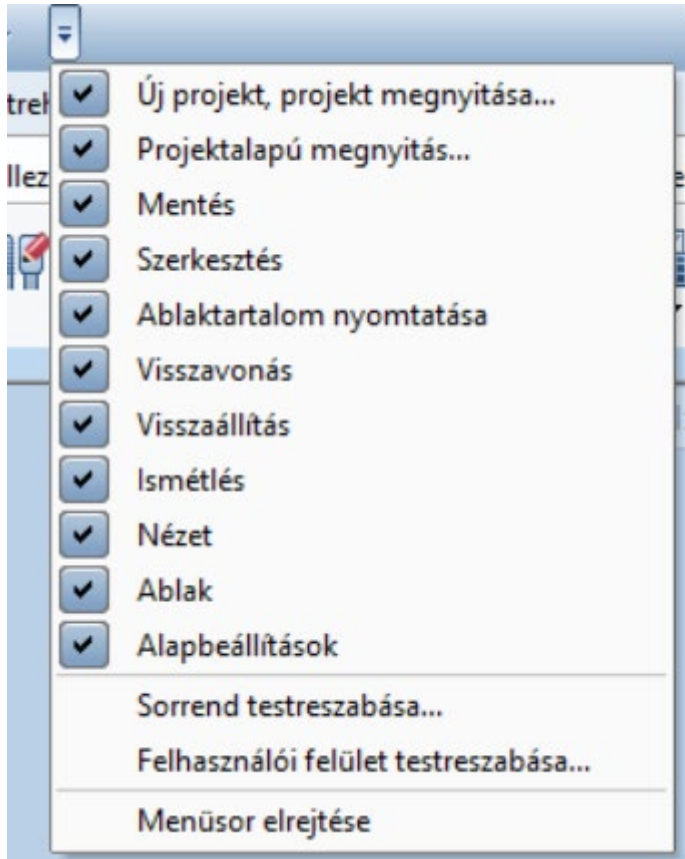 Új projekt, projekt megnyitása...
Projektalapú megnyitás...
Mentés
Szerkesztés
Ablaktartalom nyomtatása
Visszavonás
Visszaállítás
Ismétlés
Nézet
Ablak
Alapbeállítások
Sorrend testreszabása...
Felhasználói felület testreszabása...
Menüsor elrejtése